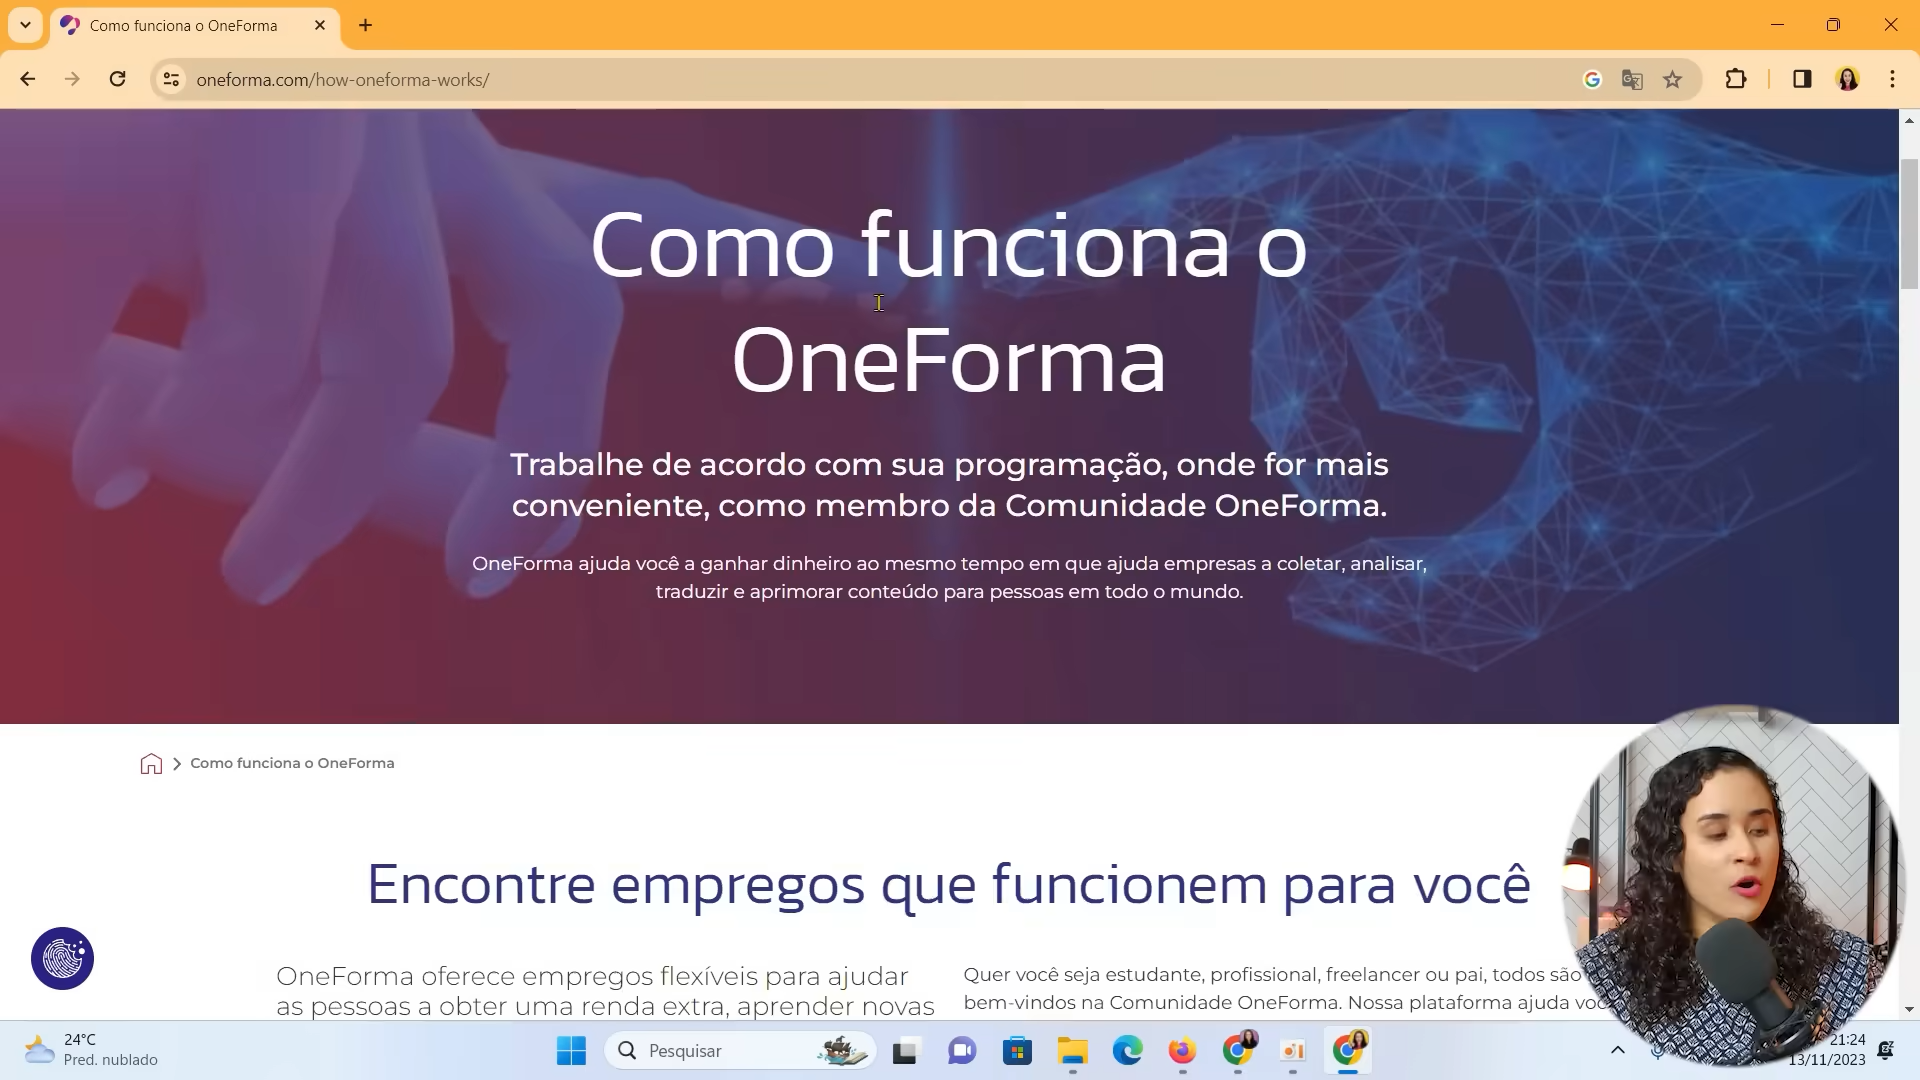 Como funciona o OneForma
oneforma.com/how-oneforma-works/
Como funciona o
OneForma
Trabalhe de acordo com sua programação, onde for mais
conveniente, como membro da Comunidade OneForma.
OneForma ajuda você a ganhar dinheiro ao mesmo tempo em que ajuda empresas a coletar, analisar,
traduzir e aprimorar conteúdo para pessoas em todo o mundo.
Como funciona o OneForma
Encontre empregos que funcionem para você
OneForma oferece empregos flexíveis para ajudar
as pessoas a obter uma renda extra, aprender novas
Quer você seja estudante, profissional, freelancer ou pai, todos são
bem-vindos na Comunidade OneForma. Nossa plataforma ajuda
24°C
Pred. nublado
Pesquisar
21:24
13/11/2023